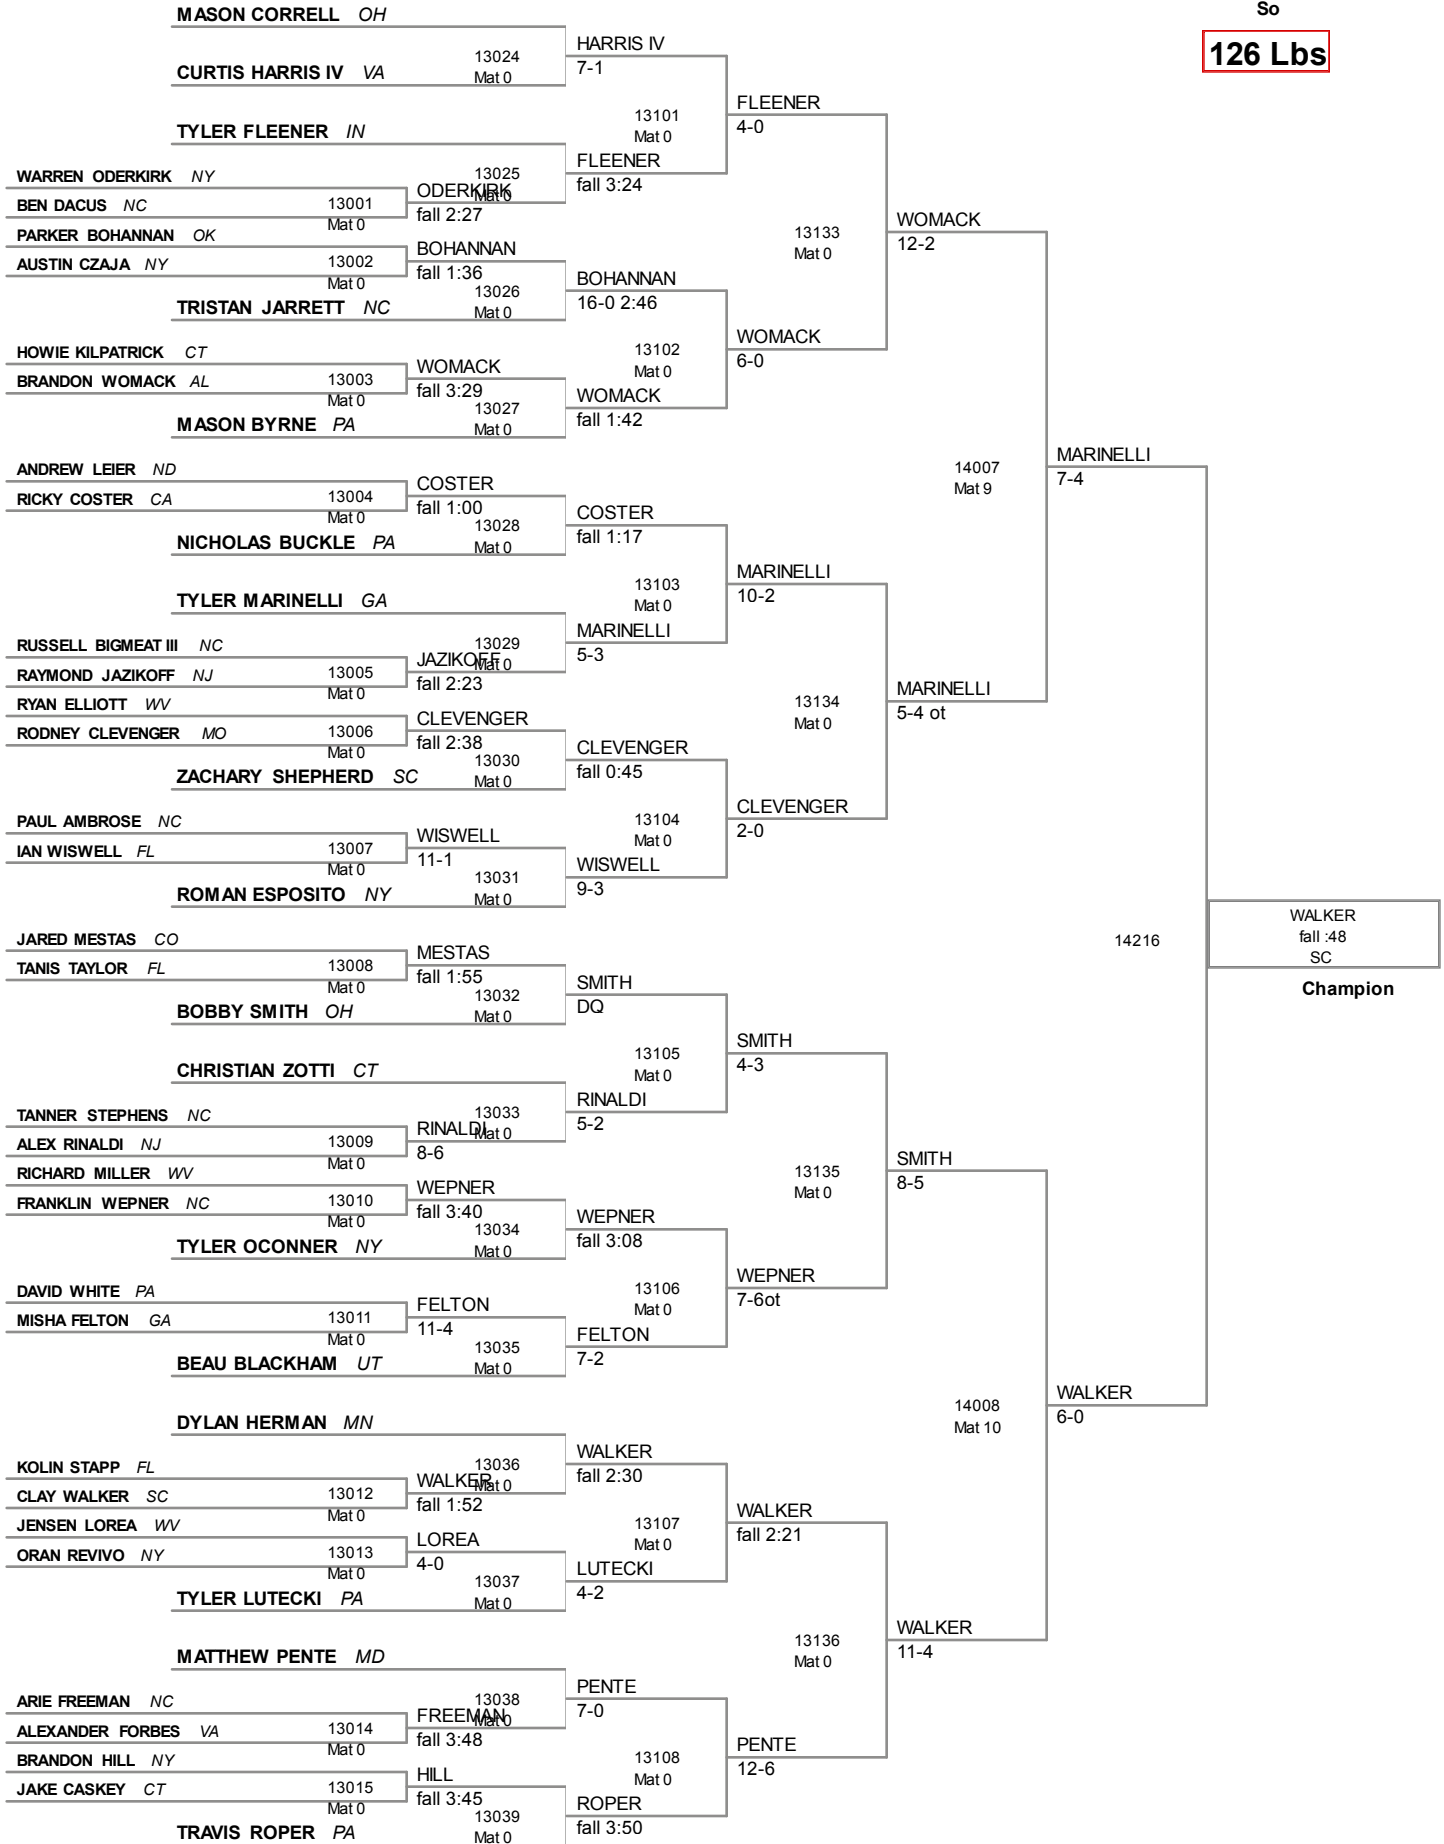 So
126 Lbs
MASON CORRELL OH
13024
Mat 0
HARRIS IV
7-1
CURTIS HARRIS IV VA
13101
Mat 0
FLEENER
4-0
TYLER FLEENER IN
13025
Mat 0
FLEENER
fall 3:24
WARREN ODERKIRK NY
BEN DACUS NC
13001
Mat 0
ODERKIRK
fall 2:27
13133
Mat 0
WOMACK
12-2
PARKER BOHANNAN OK
AUSTIN CZAJA NY
13002
Mat 0
BOHANNAN
fall 1:36
13026
Mat 0
BOHANNAN
16-0 2:46
TRISTAN JARRETT NC
13102
Mat 0
WOMACK
6-0
HOWIE KILPATRICK CT
BRANDON WOMACK AL
13003
Mat 0
WOMACK
fall 3:29
13027
Mat 0
WOMACK
fall 1:42
MASON BYRNE PA
14007
Mat 9
MARINELLI
7-4
ANDREW LEIER ND
RICKY COSTER CA
13004
Mat 0
COSTER
fall 1:00
13028
Mat 0
COSTER
fall 1:17
NICHOLAS BUCKLE PA
13103
Mat 0
MARINELLI
10-2
TYLER MARINELLI GA
13029
Mat 0
MARINELLI
5-3
RUSSELL BIGMEAT III NC
RAYMOND JAZIKOFF NJ
13005
Mat 0
JAZIKOFF
fall 2:23
13134
Mat 0
MARINELLI
5-4 ot
RYAN ELLIOTT WV
RODNEY CLEVENGER MO
13006
Mat 0
CLEVENGER
fall 2:38
13030
Mat 0
CLEVENGER
fall 0:45
ZACHARY SHEPHERD SC
13104
Mat 0
CLEVENGER
2-0
PAUL AMBROSE NC
IAN WISWELL FL
13007
Mat 0
WISWELL
11-1
13031
Mat 0
WISWELL
9-3
ROMAN ESPOSITO NY
14216
WALKER
fall :48
SC
Champion
JARED MESTAS CO
TANIS TAYLOR FL
13008
Mat 0
MESTAS
fall 1:55
13032
Mat 0
SMITH
DQ
BOBBY SMITH OH
13105
Mat 0
SMITH
4-3
CHRISTIAN ZOTTI CT
13033
Mat 0
RINALDI
5-2
TANNER STEPHENS NC
ALEX RINALDI NJ
13009
Mat 0
RINALDI
8-6
13135
Mat 0
SMITH
8-5
RICHARD MILLER WV
FRANKLIN WEPNER NC
13010
Mat 0
WEPNER
fall 3:40
13034
Mat 0
WEPNER
fall 3:08
TYLER OCONNER NY
13106
Mat 0
WEPNER
7-6ot
DAVID WHITE PA
MISHA FELTON GA
13011
Mat 0
FELTON
11-4
13035
Mat 0
FELTON
7-2
BEAU BLACKHAM UT
14008
Mat 10
WALKER
6-0
DYLAN HERMAN MN
13036
Mat 0
WALKER
fall 2:30
KOLIN STAPP FL
CLAY WALKER SC
13012
Mat 0
WALKER
fall 1:52
13107
Mat 0
WALKER
fall 2:21
JENSEN LOREA WV
ORAN REVIVO NY
13013
Mat 0
LOREA
4-0
13037
Mat 0
LUTECKI
4-2
TYLER LUTECKI PA
13136
Mat 0
WALKER
11-4
MATTHEW PENTE MD
13038
Mat 0
PENTE
7-0
ARIE FREEMAN NC
ALEXANDER FORBES VA
13014
Mat 0
FREEMAN
fall 3:48
13108
Mat 0
PENTE
12-6
BRANDON HILL NY
JAKE CASKEY CT
13015
Mat 0
HILL
fall 3:45
13039
Mat 0
ROPER
fall 3:50
TRAVIS ROPER PA